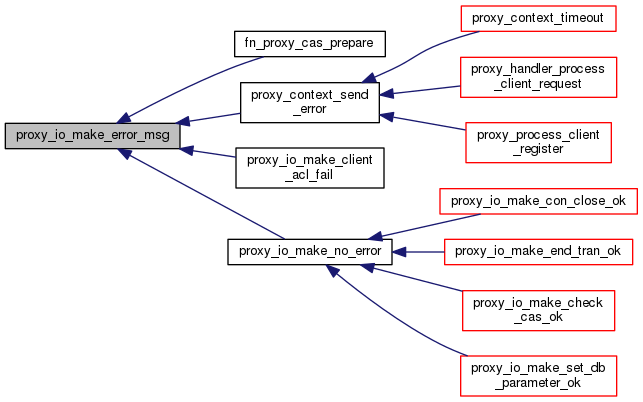 proxy_io_make_error_msg
fn_proxy_cas_prepare
proxy_context_send
_error
proxy_io_make_client
_acl_fail
proxy_io_make_no_error
proxy_context_timeout
proxy_handler_process
_client_request
proxy_process_client
_register
proxy_io_make_con_close_ok
proxy_io_make_end_tran_ok
proxy_io_make_check
_cas_ok
proxy_io_make_set_db
_parameter_ok